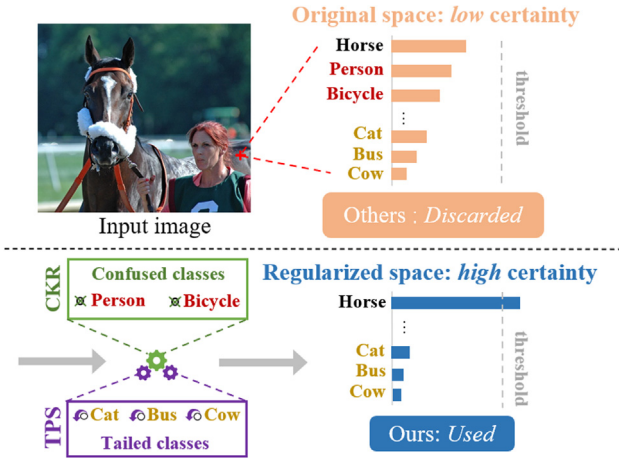 Original space: low certainty
Horse
Person
Bicycle
⋮
Cat
Bus
Cow
threshold
Others : Discarded
Input image
CKR
Confused classes
Person Bicycle
TPS
Cat Bus Cow
Tailed classes
Regularized space: high certainty
Horse
⋮
Cat
Bus
Cow
threshold
Ours: Used